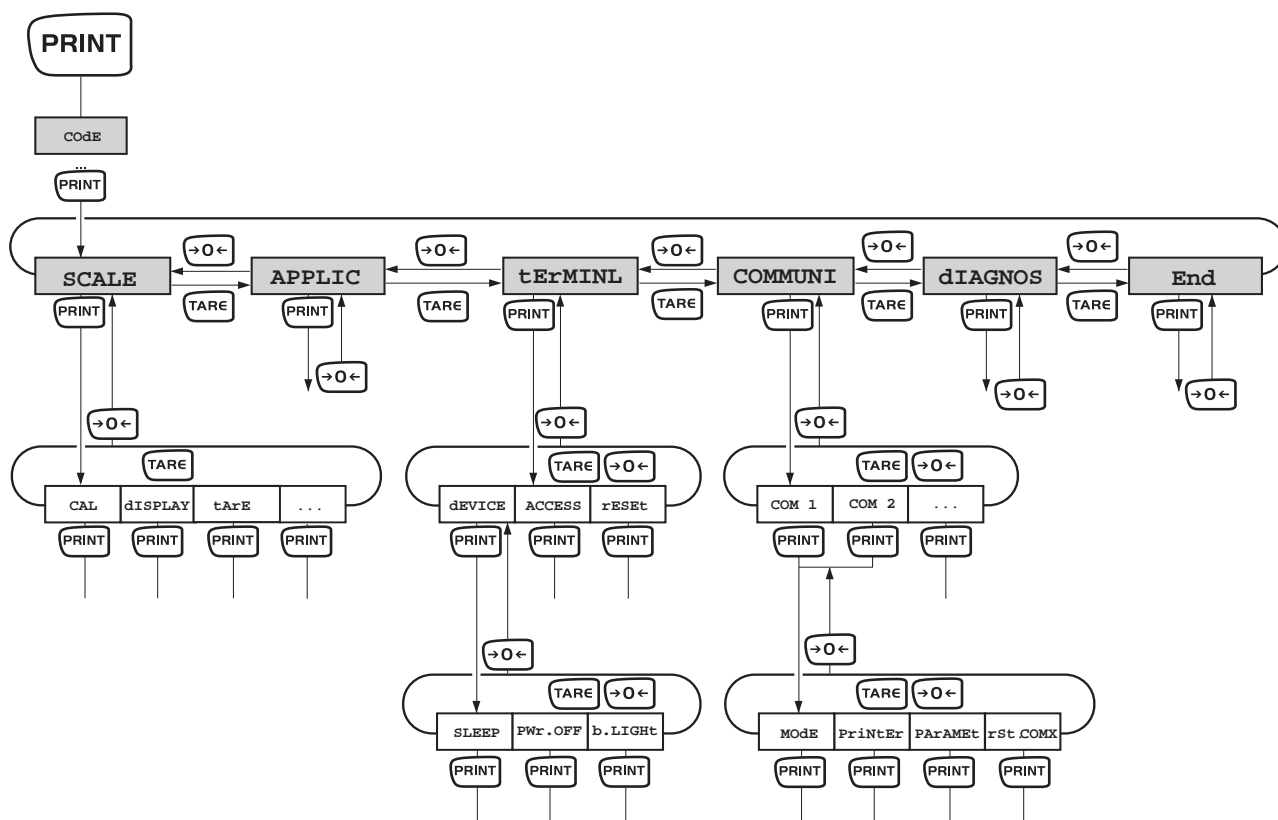 PRINT
COdE
...
PRINT
→0← →0← →0← →0← →0←
SCALE APPLIC tErMINL COMMUNI dIAGNOS End
TARE TARE TARE TARE TARE
PRINT PRINT PRINT PRINT PRINT PRINT
→0← →0← →0←
→0← →0← →0←
TARE TARE →0← TARE →0←
CAL dISPLAY tArE ... dEVICE ACCESS rESEt COM 1 COM 2 ...
PRINT PRINT PRINT PRINT PRINT PRINT PRINT PRINT PRINT PRINT
→0← →0←
TARE →0← TARE →0←
SLEEP PWr.OFF b.LIGHt MOdE PriNtEr PArAMEt rSt.COMX
PRINT PRINT PRINT PRINT PRINT PRINT PRINT